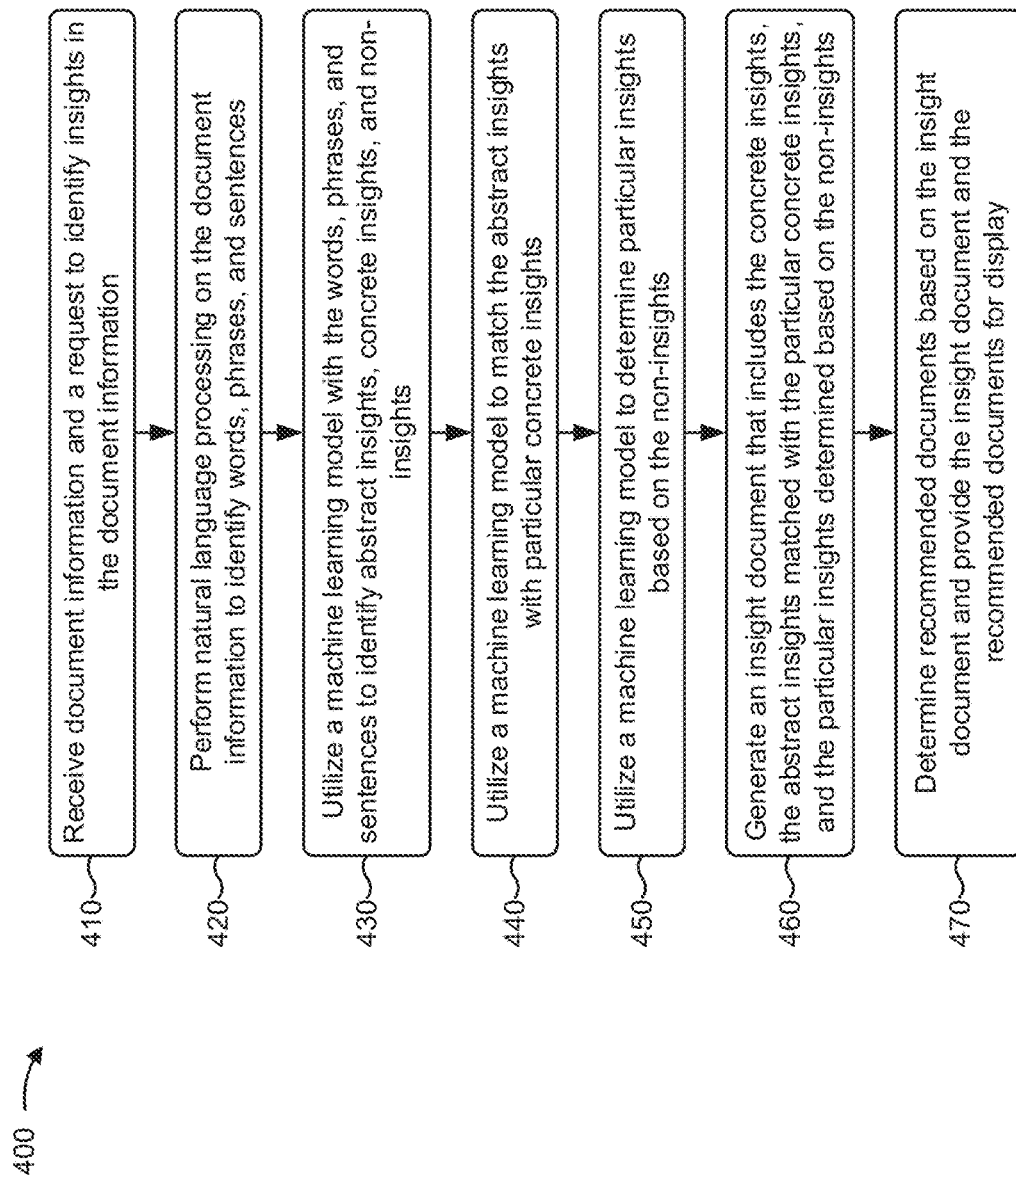 400
410
Receive document information and a request to identify insights in
the document information
420
Perform natural language processing on the document
information to identify words, phrases, and sentences
430
Utilize a machine learning model with the words, phrases, and
sentences to identify abstract insights, concrete insights, and non-
insights
440
Utilize a machine learning model to match the abstract insights
with particular concrete insights
450
Utilize a machine learning model to determine particular insights
based on the non-insights
460
Generate an insight document that includes the concrete insights,
the abstract insights matched with the particular concrete insights,
and the particular insights determined based on the non-insights
470
Determine recommended documents based on the insight
document and provide the insight document and the
recommended documents for display